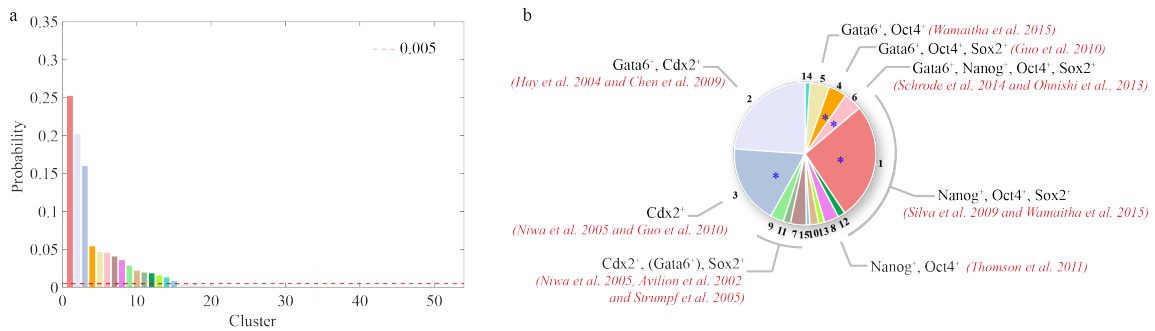 a
0.35
0.3
0.25
0.2
0.15
0.1
0.05
0
Probability
0 10 20 30 40 50
Cluster
0.005
b
Gata6⁺, Oct4⁺ (Wamaitha et al. 2015)
Gata6⁺, Oct4⁺, Sox2⁺ (Guo et al. 2010)
Gata6⁺, Nanog⁺, Oct4⁺, Sox2⁺
(Schrode et al, 2014 and Ohnishi et al., 2013)
Gata6⁺, Cdx2⁺
(Hay et al. 2004 and Chen et al. 2009)
14 5 4 6
2
*
*
1
*
*
3
9 11 7 15 10 13 8 12
Nanog⁺, Oct4⁺, Sox2⁺
(Silva et al, 2009 and Wamaitha et al. 2015)
Cdx2⁺
(Niwa et al. 2005 and Guo et al. 2010)
Nanog⁺, Oct4⁺ (Thomson et al. 2011)
Cdx2⁺, (Gata6⁺), Sox2⁺
(Niwa et al, 2005, Avilion et al. 2002
and Strumpf et al. 2005)